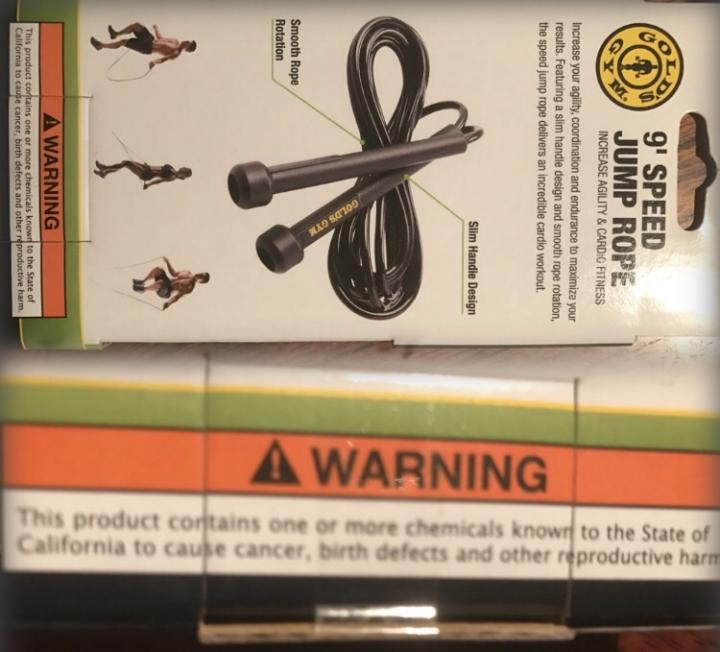 GOLD'S GYM
9' SPEED
JUMP ROPE
INCREASE AGILITY & CARDIO FITNESS
Increase your agility, coordination and endurance to maximize your
results. Featuring a slim handle design and smooth rope rotation,
the speed jump rope delivers an incredible cardio workout.
Slim Handle Design
Smooth Rope
Rotation
GOLD'S GYM
WARNING
This product contains one or more chemicals known to the State of
California to cause cancer, birth defects and other reproductive harm.
WARNING
This product contains one or more chemicals known to the State of
California to cause cancer, birth defects and other reproductive harm